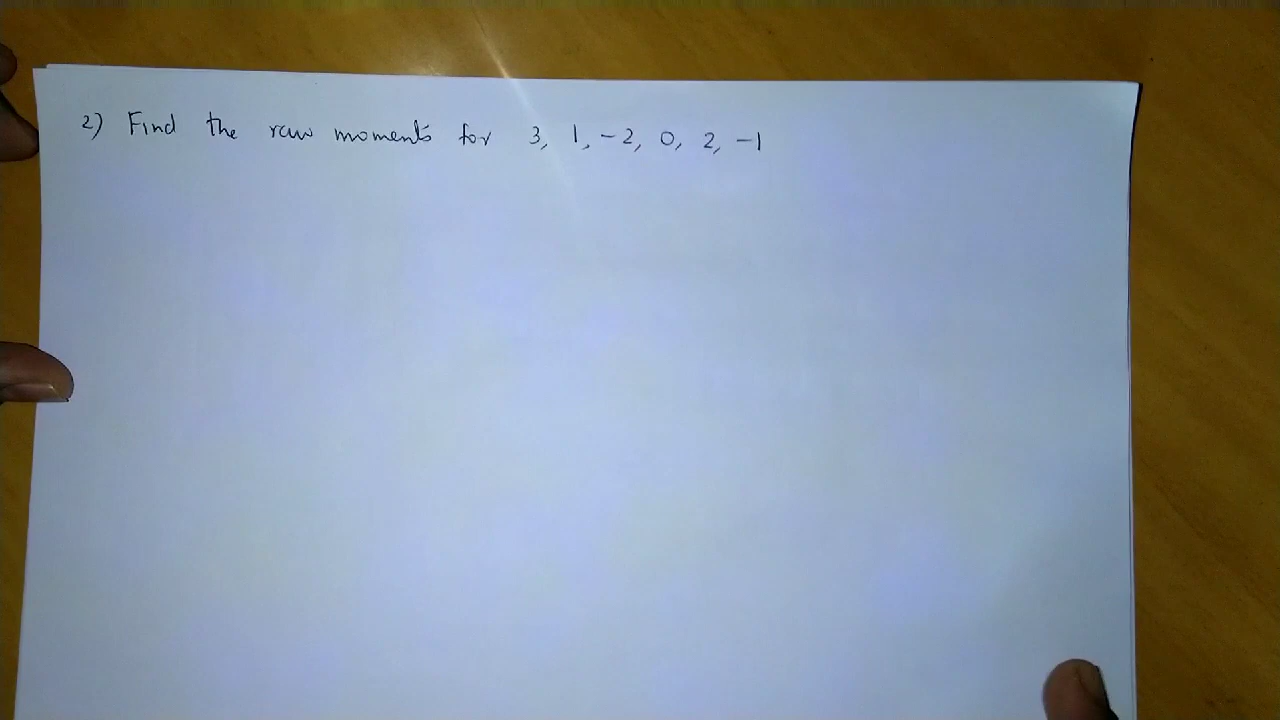 2) Find the raw moments for 3, 1, -2, 0, 2, -1